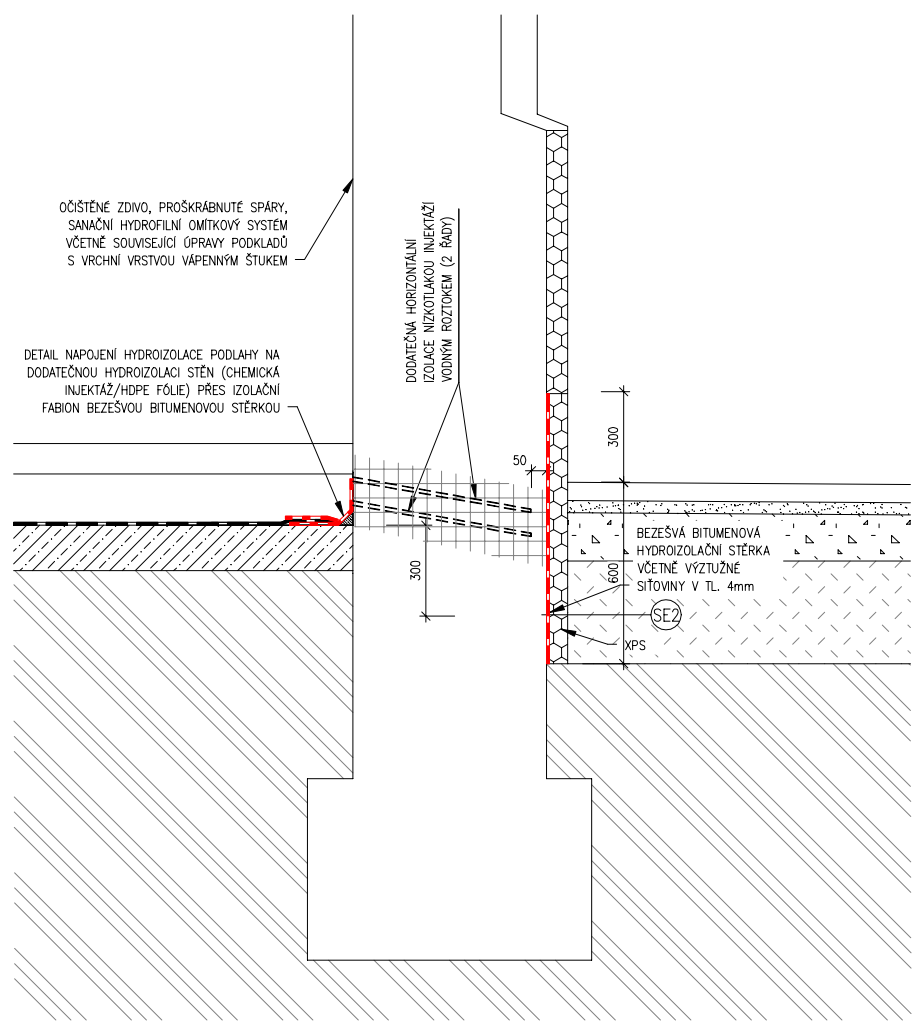 OČIŠTĚNÉ ZDIVO, PROŠKRÁBNUTÉ SPÁRY,
SANAČNÍ HYDROFILNÍ OMÍTKOVÝ SYSTÉM
VČETNĚ SOUVISEJÍCÍ ÚPRAVY PODKLADŮ
S VRCHNÍ VRSTVOU VÁPENNÝM ŠTUKEM
DODATEČNÁ HORIZONTÁLNÍ
IZOLACE NÍZKOTLAKOU INJEKTÁŽÍ
VODNÝM ROZTOKEM (2 ŘADY)
DETAIL NAPOJENÍ HYDROIZOLACE PODLAHY NA
DODATEČNOU HYDROIZOLACI STĚN (CHEMICKÁ
INJEKTÁŽ/HDPE FÓLIE) PŘES IZOLAČNÍ
FABION BEZEŠVOU BITUMENOVOU STĚRKOU
300
50
300
600
BEZEŠVÁ BITUMENOVÁ
HYDROIZOLAČNÍ STĚRKA
VČETNĚ VÝZTUŽNÉ
SIŤOVINY V TL. 4mm
SE2
XPS